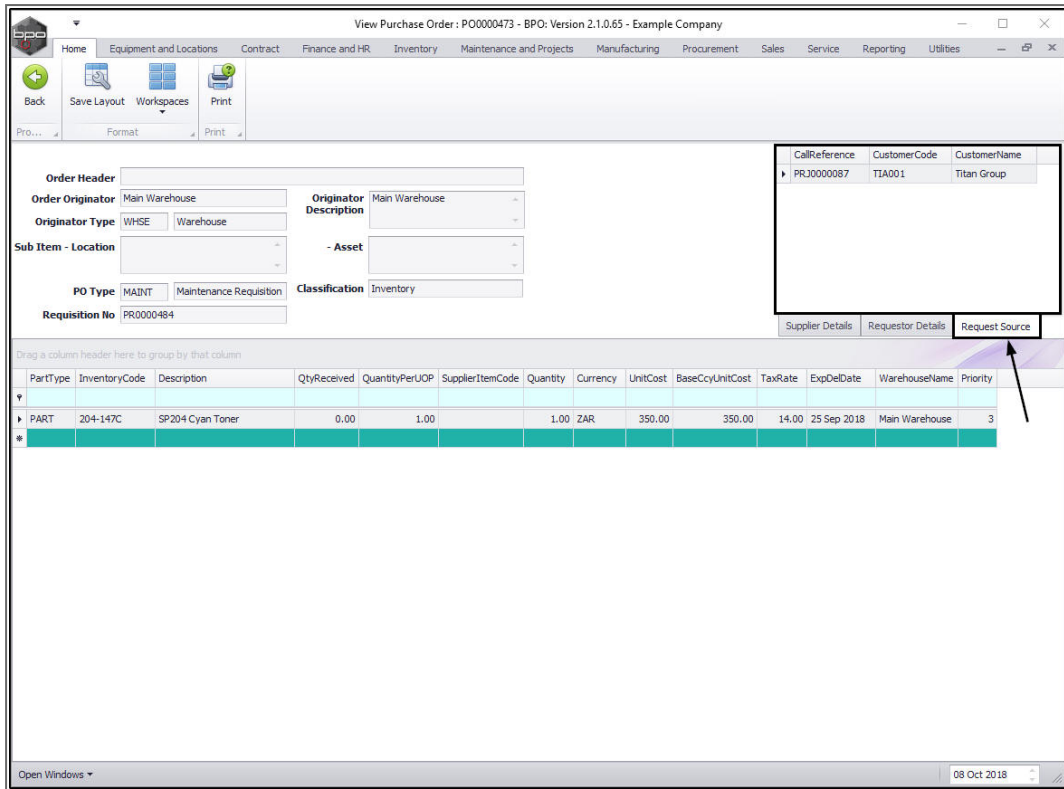 bpo
View Purchase Order : PO0000473 - BPO: Version 2.1.0.65 - Example Company
Home Equipment and Locations Contract Finance and HR Inventory Maintenance and Projects Manufacturing Procurement Sales Service Reporting Utilities
Back Save Layout Workspaces Print
Pro... Format Print
CallReference CustomerCode CustomerName
PRJ0000087 TIA001 Titan Group
Order Header
Order Originator Main Warehouse Originator Description Main Warehouse
Originator Type WHSE Warehouse
Sub Item - Location - Asset
PO Type MAINT Maintenance Requisition Classification Inventory
Requisition No PR0000484
Supplier Details Requestor Details Request Source
Drag a column header here to group by that column
PartType InventoryCode Description QtyReceived QuantityPerUOP SupplierItemCode Quantity Currency UnitCost BaseCcyUnitCost TaxRate ExpDelDate WarehouseName Priority
PART 204-147C SP204 Cyan Toner 0.00 1.00 1.00 ZAR 350.00 350.00 14.00 25 Sep 2018 Main Warehouse 3
Open Windows 08 Oct 2018